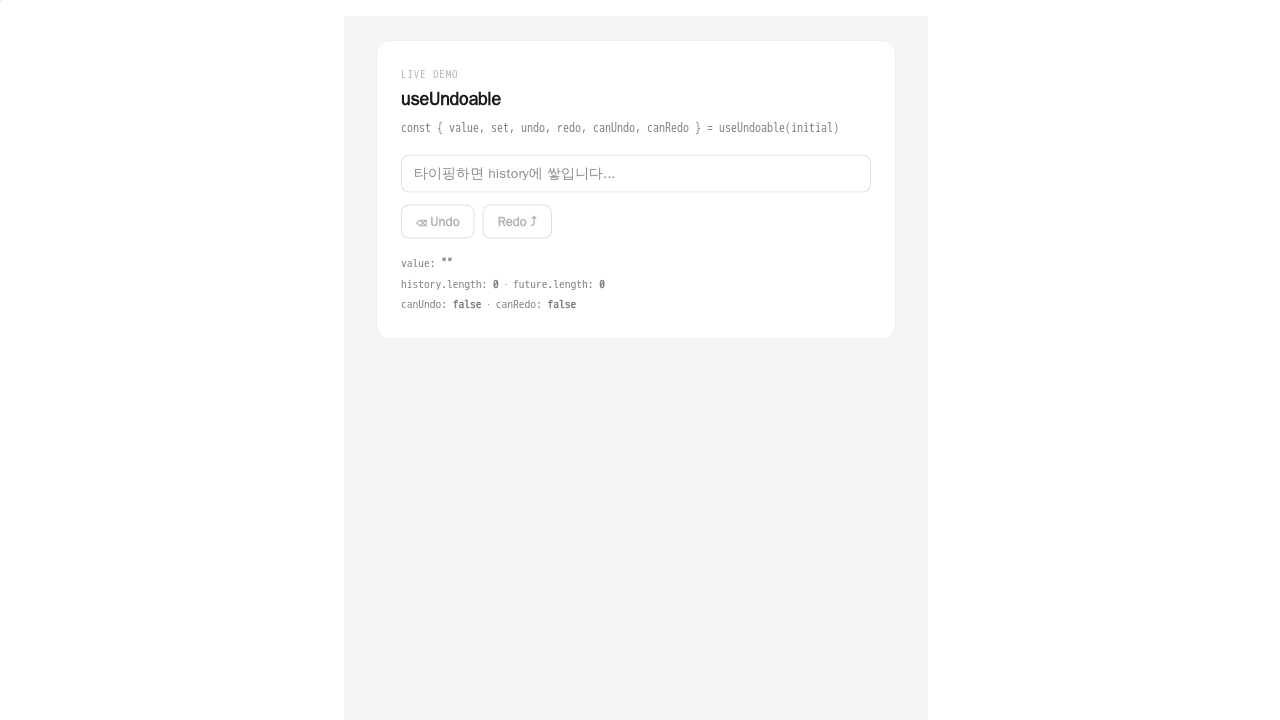 LIVE DEMO
useUndoable
const { value, set, undo, redo, canUndo, canRedo } = useUndoable(initial)
타이핑하면 history에 쌓입니다...
⌫ Undo
Redo ⤴
value: ""
history.length: 0 · future.length: 0
canUndo: false · canRedo: false